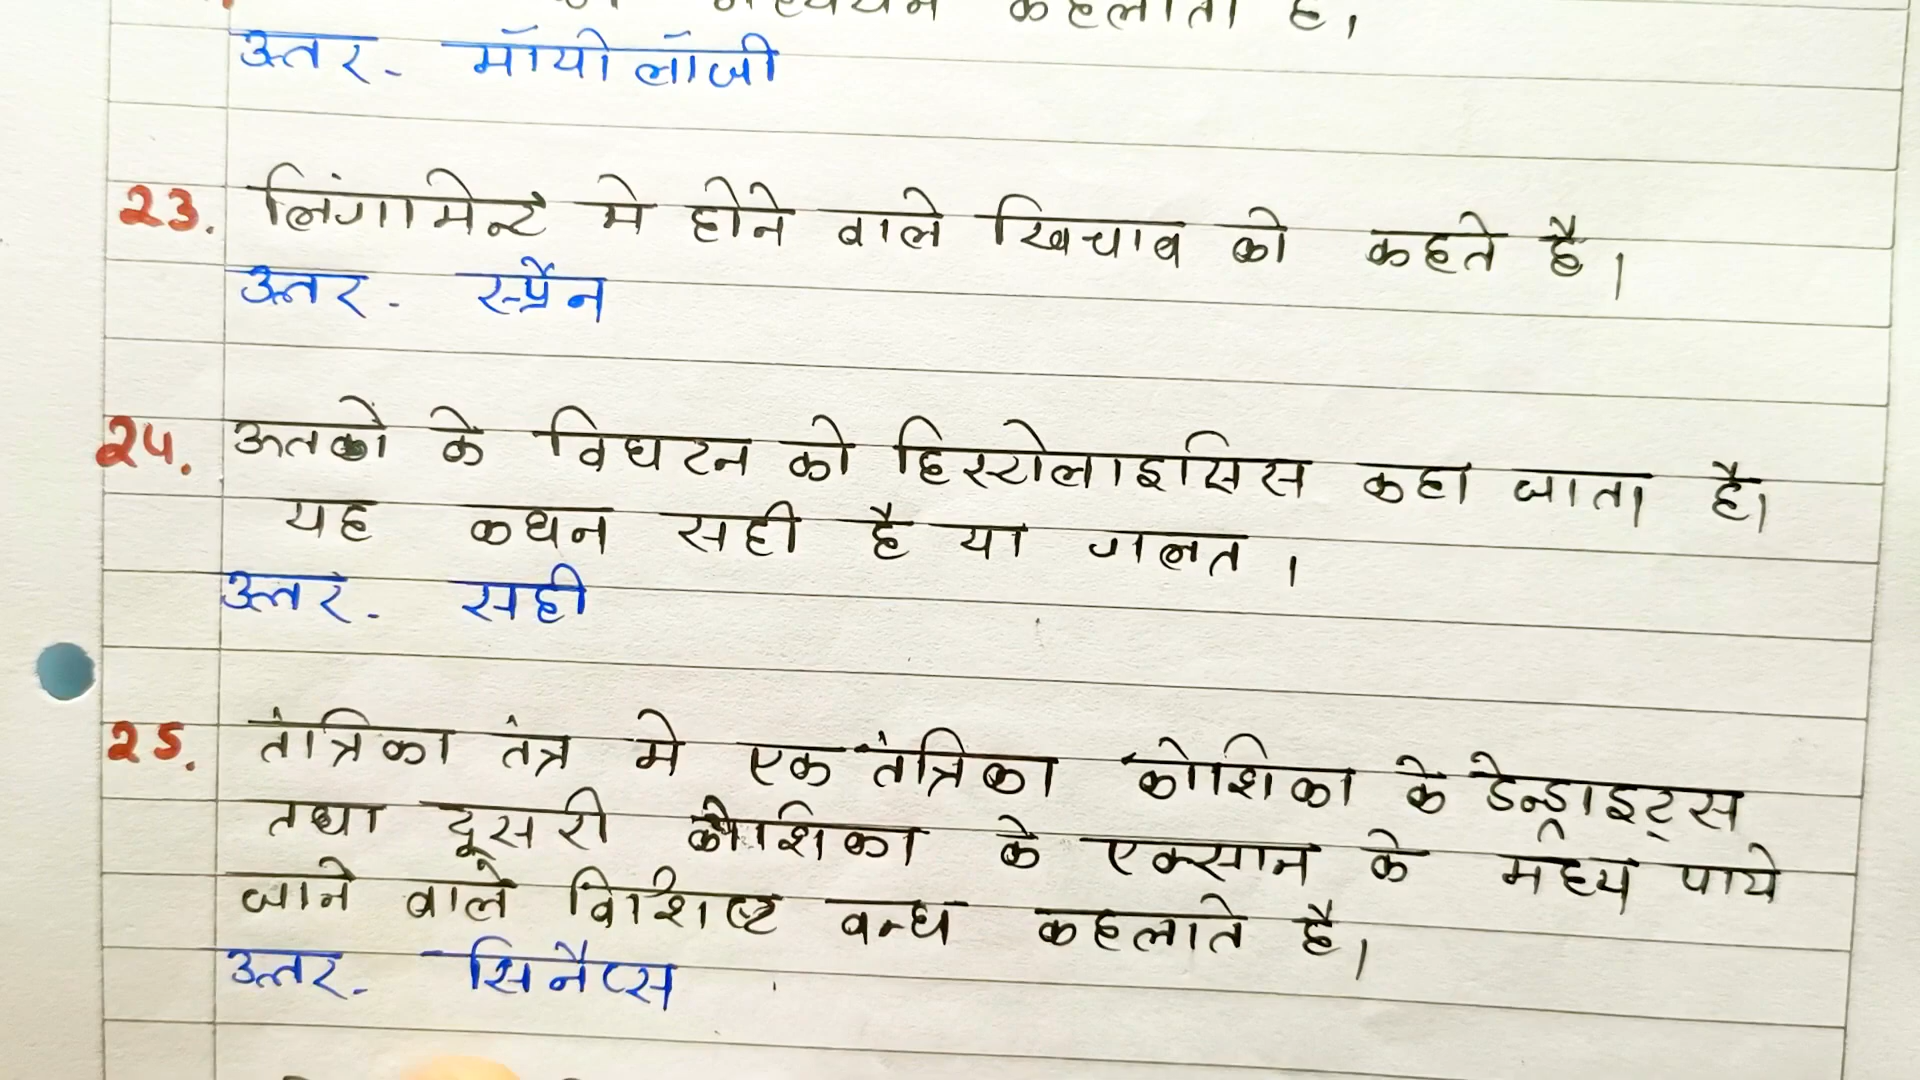 कहलाता है।
उत्तर- मॉयोलॉजी
23. लिंगामेन्ट मे होने वाले खिचाव को कहते है।
उत्तर- स्प्रैन
24. ऊतको के विघटन को हिस्टोलाइसिस कहा जाता है।
यह कथन सही है या गलत।
उत्तर- सही
25. तंत्रिका तंत्र मे एक तंत्रिका कोशिका के डेन्ड्राइट्स
तथा दूसरी कोशिका के एक्सान के मध्य पाये
जाने वाले विशिष्ट बन्ध कहलाते है।
उत्तर- सिनैप्स